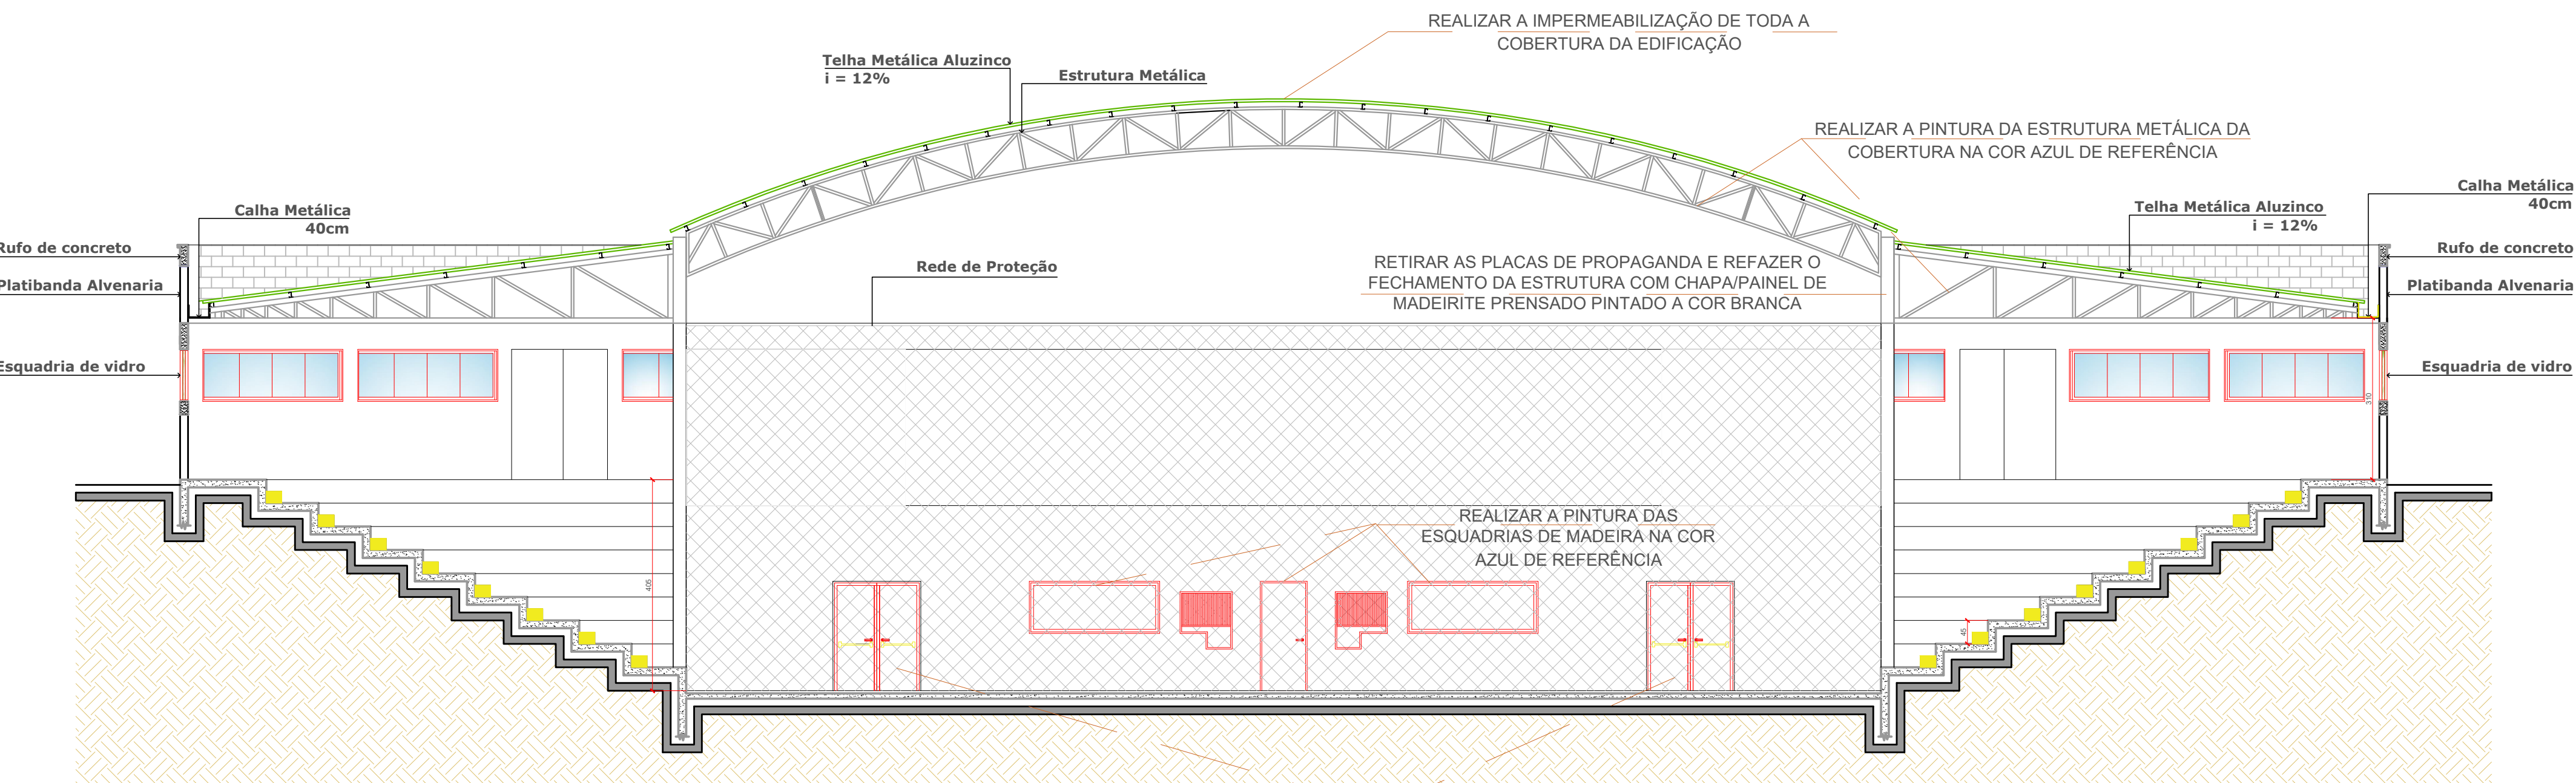 REALIZAR A IMPERMEABILIZAÇÃO DE TODA A
COBERTURA DA EDIFICAÇÃO
Telha Metálica Aluzinco
i = 12%
Estrutura Metálica
REALIZAR A PINTURA DA ESTRUTURA METÁLICA DA
COBERTURA NA COR AZUL DE REFERÊNCIA
Calha Metálica
40cm
Rufo de concreto
Platibanda Alvenaria
Esquadria de vidro
Rede de Proteção
RETIRAR AS PLACAS DE PROPAGANDA E REFAZER O
FECHAMENTO DA ESTRUTURA COM CHAPA/PAINEL DE
MADEIRITE PRENSADO PINTADO A COR BRANCA
Telha Metálica Aluzinco
i = 12%
Calha Metálica
40cm
Rufo de concreto
Platibanda Alvenaria
Esquadria de vidro
310
REALIZAR A PINTURA DAS
ESQUADRIAS DE MADEIRA NA COR
AZUL DE REFERÊNCIA
405
45